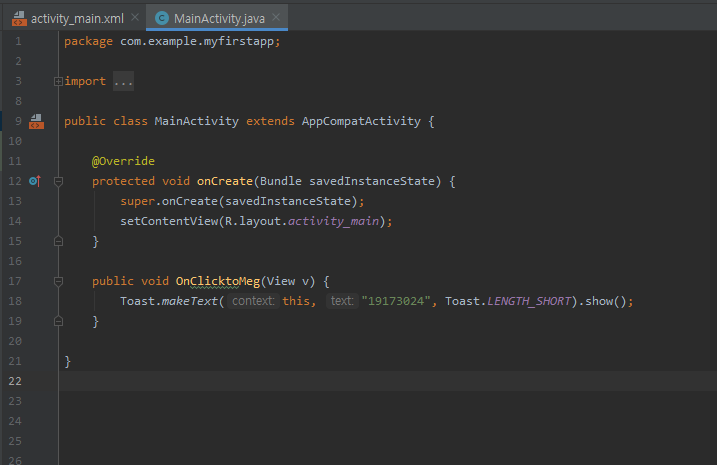 activity_main.xml × MainActivity.java ×
1 package com.example.myfirstapp;
2
3 import ...
8
9 public class MainActivity extends AppCompatActivity {
10
11 @Override
12 protected void onCreate(Bundle savedInstanceState) {
13 super.onCreate(savedInstanceState);
14 setContentView(R.layout.activity_main);
15 }
16
17 public void OnClicktoMeg(View v) {
18 Toast.makeText( context: this, text: "19173024", Toast.LENGTH_SHORT).show();
19 }
20
21 }
22
23
24
25
26